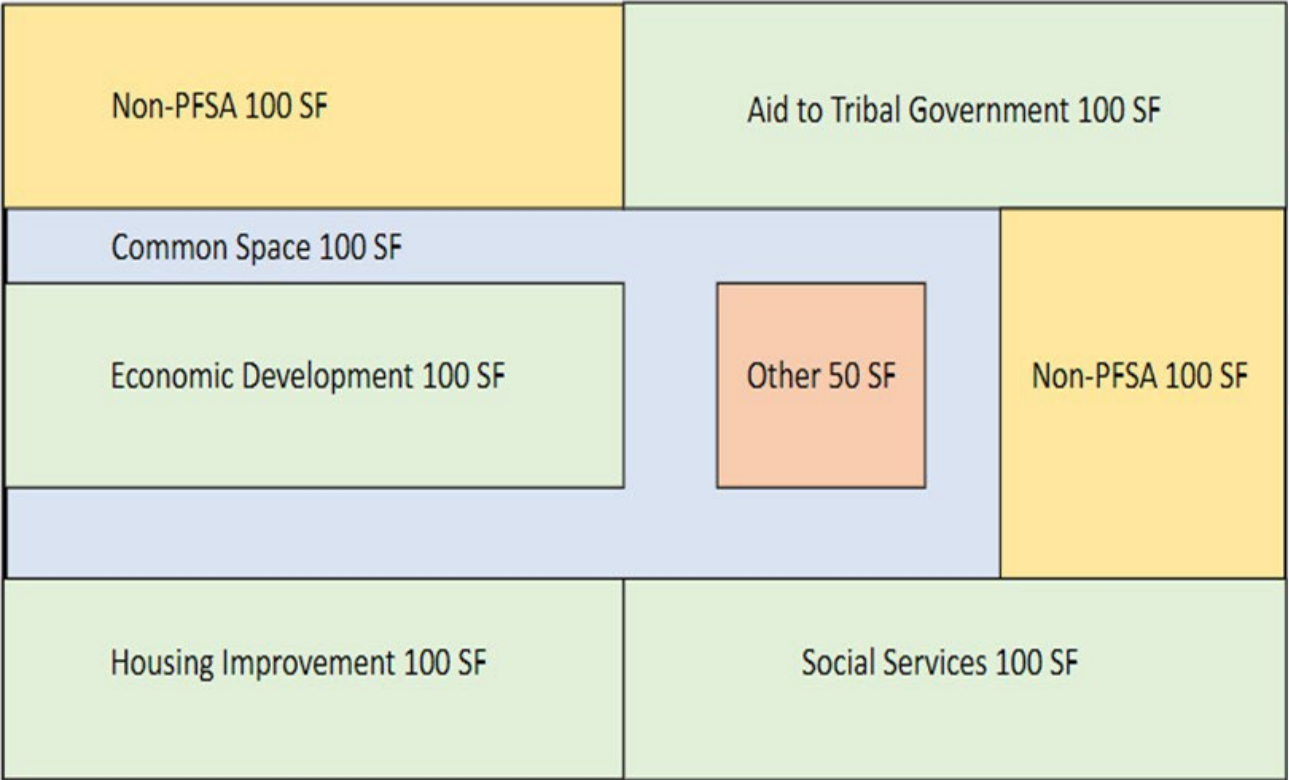 Non-PFSA 100 SF
Aid to Tribal Government 100 SF
Common Space 100 SF
Economic Development 100 SF
Other 50 SF
Non-PFSA 100 SF
Housing Improvement 100 SF
Social Services 100 SF